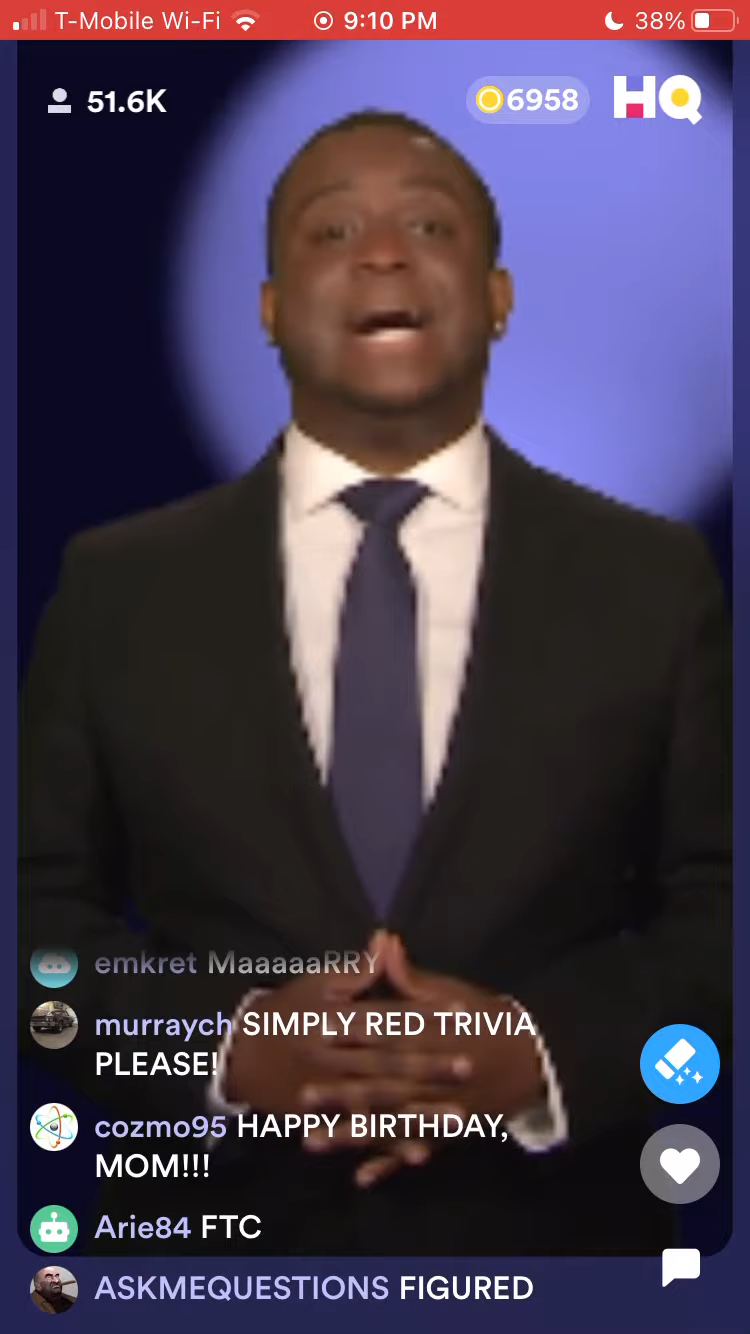 T-Mobile Wi-Fi 9:10 PM 38%
51.6K 6958 HQ
emkret MaaaaaRRY
murraych SIMPLY RED TRIVIA
PLEASE!
cozmo95 HAPPY BIRTHDAY,
MOM!!!
Arie84 FTC
ASKMEQUESTIONS FIGURED